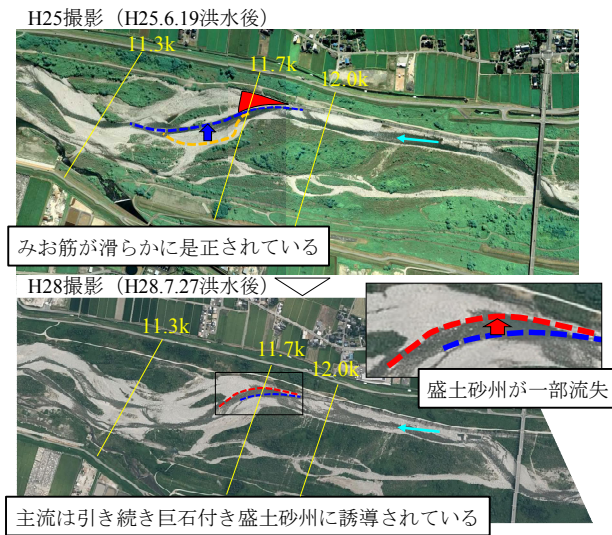 H25撮影（H25.6.19洪水後）
11.3k
11.7k
12.0k
みお筋が滑らかに是正されている
H28撮影（H28.7.27洪水後）
11.3k
11.7k
12.0k
盛土砂州が一部流失
主流は引き続き巨石付き盛土砂州に誘導されている